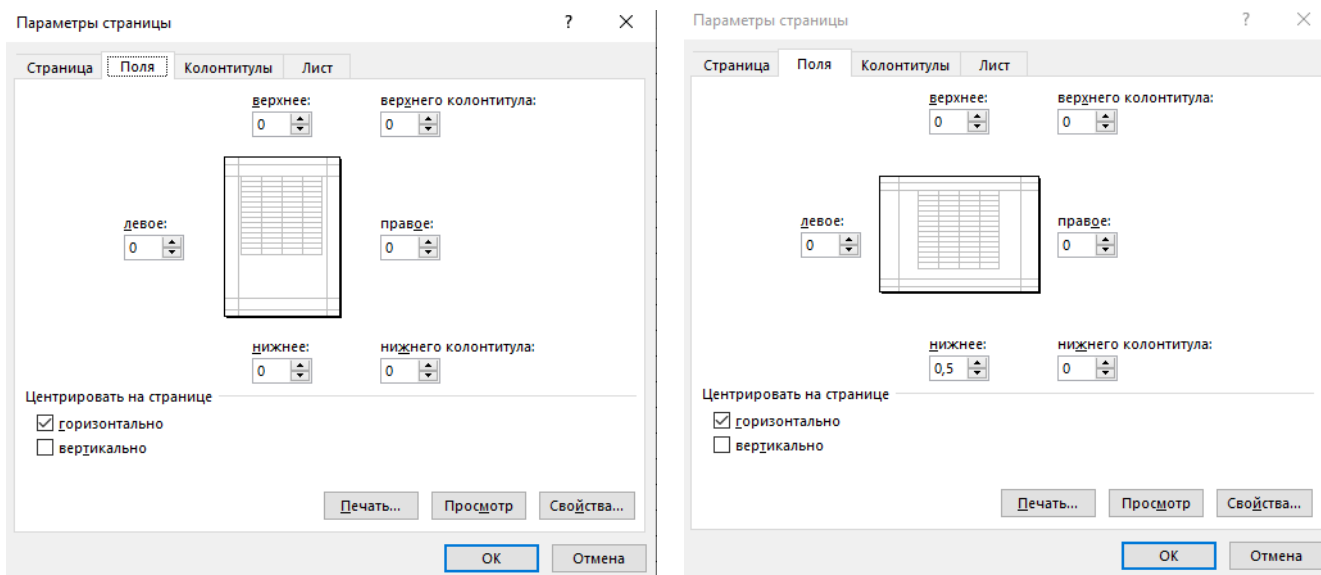 Параметры страницы ?
Страница Поля Колонтитулы Лист
верхнее: верхнего колонтитула:
0 0
левое: правое:
0 0
нижнее: нижнего колонтитула:
0 0
Центрировать на странице
горизонтально
вертикально
Печать... Просмотр Свойства...
ОК Отмена
Параметры страницы ?
Страница Поля Колонтитулы Лист
верхнее: верхнего колонтитула:
0 0
левое: правое:
0 0
нижнее: нижнего колонтитула:
0,5 0
Центрировать на странице
горизонтально
вертикально
Печать... Просмотр Свойства...
ОК Отмена